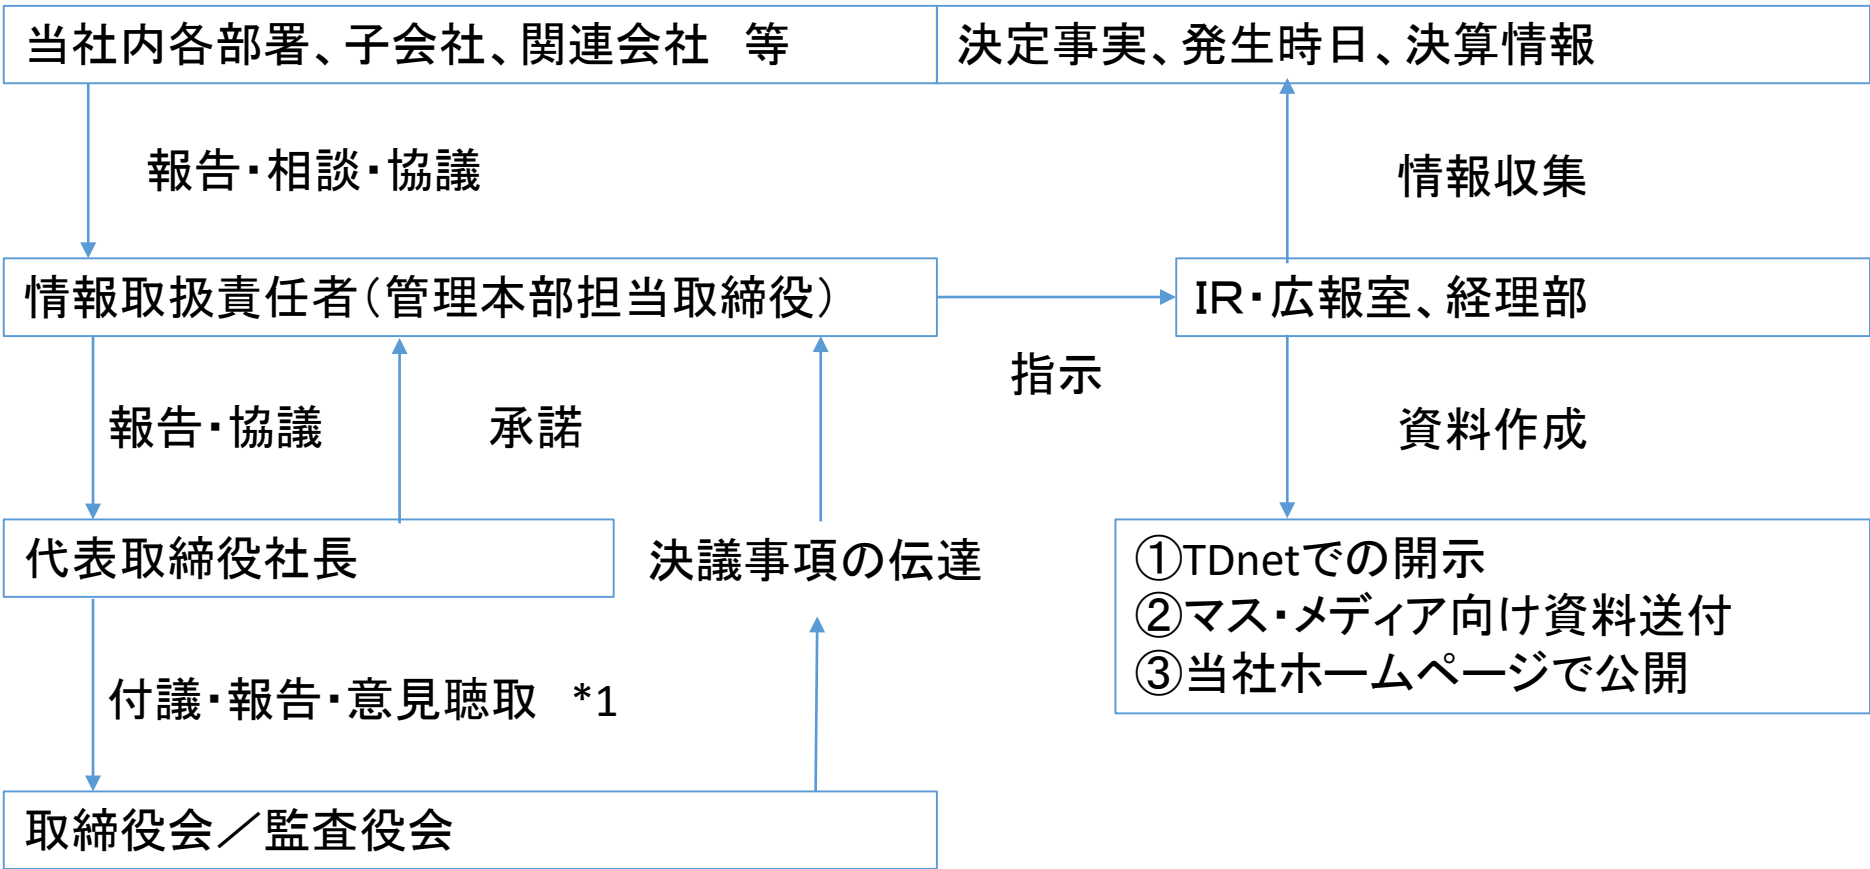 当社内各部署、子会社、関連会社　等
決定事実、発生時日、決算情報
報告・相談・協議
情報収集
情報取扱責任者（管理本部担当取締役）
IR・広報室、経理部
指示
報告・協議
承諾
資料作成
代表取締役社長
決議事項の伝達
①TDnetでの開示
②マス・メディア向け資料送付
③当社ホームページで公開
付議・報告・意見聴取　*1
取締役会／監査役会